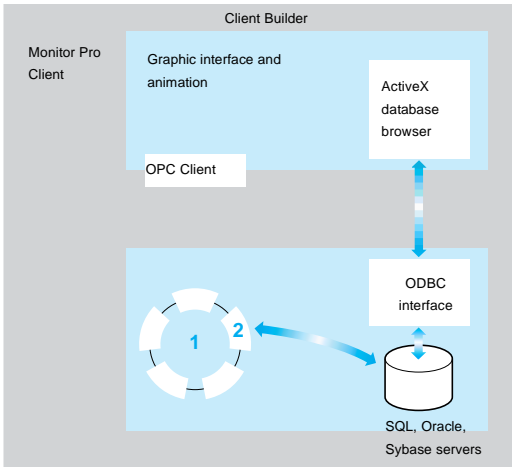 Client Builder
Monitor Pro
Client
Graphic interface and
animation
ActiveX
database
browser
OPC Client
ODBC
interface
1
2
SQL, Oracle,
Sybase servers